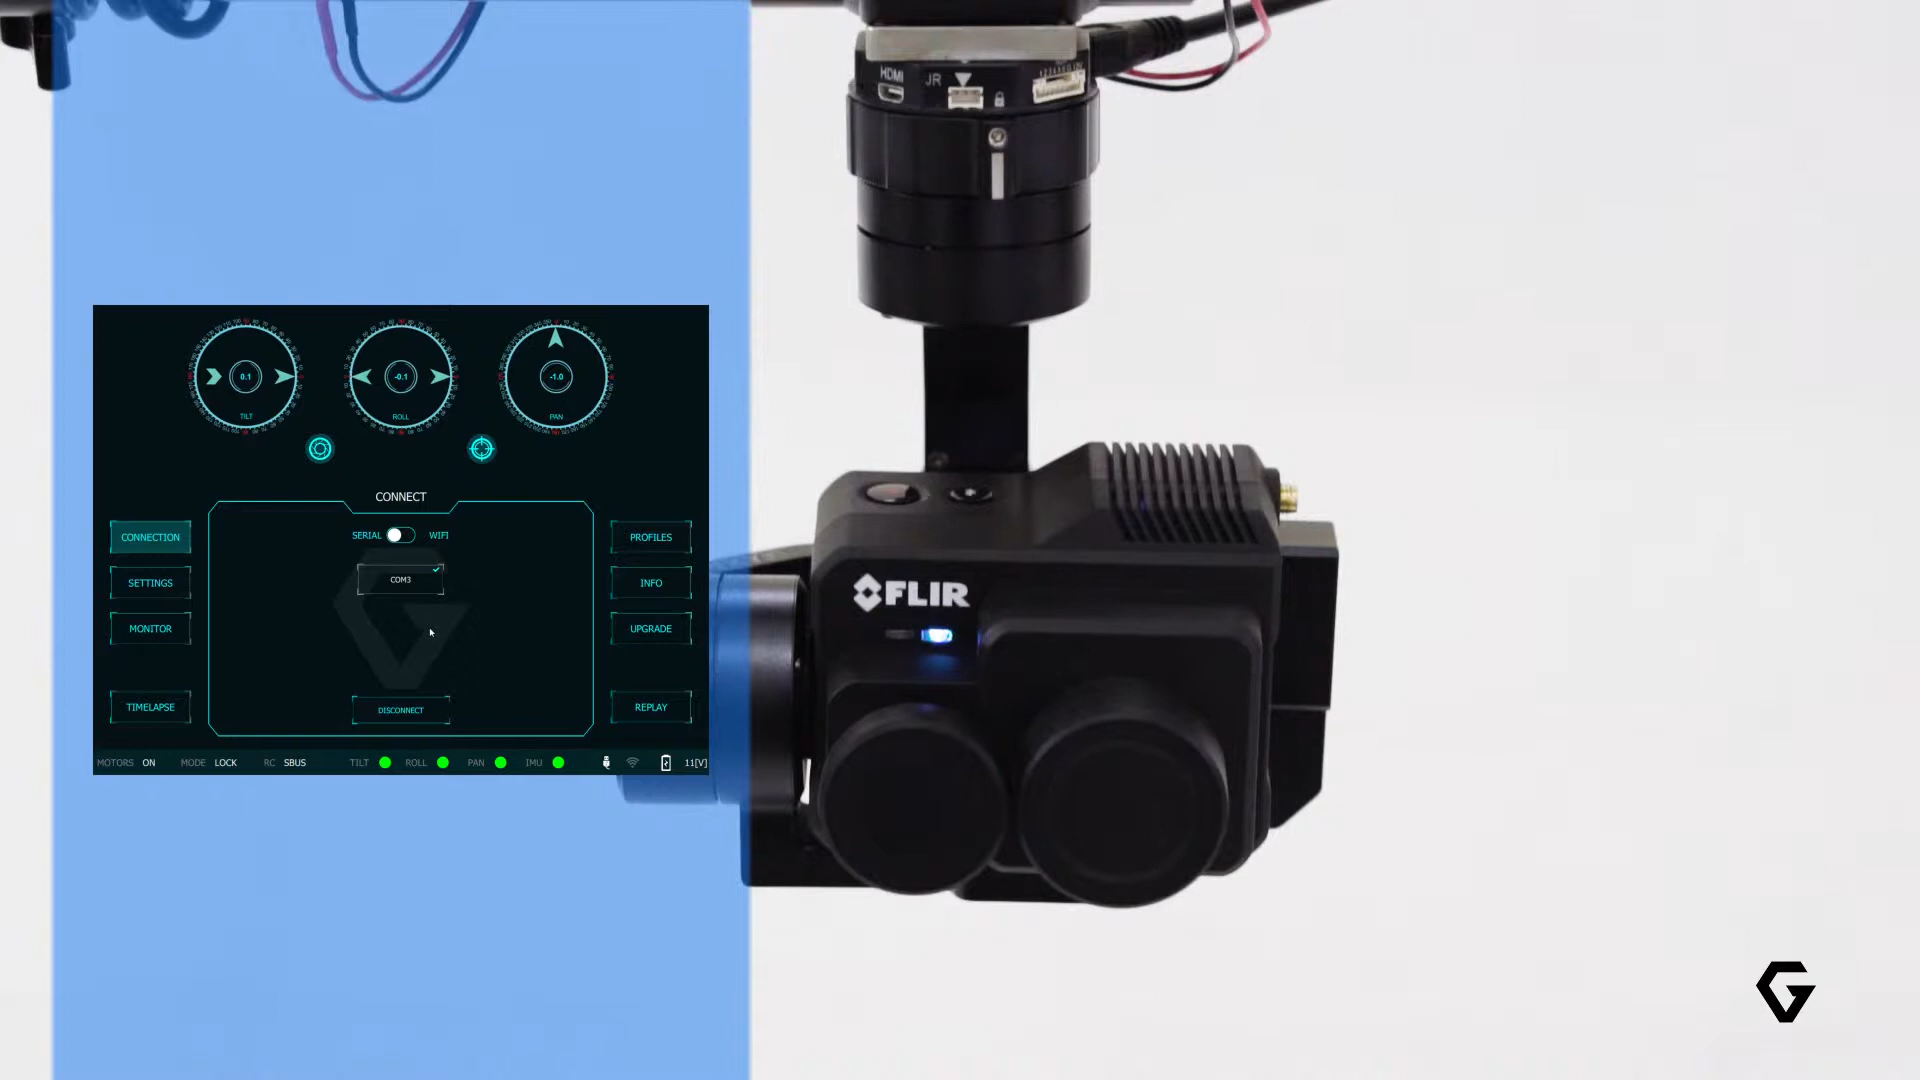 HDMI
JR
0.1
TILT
-0.1
ROLL
-1.0
PAN
CONNECT
CONNECTION
SETTINGS
MONITOR
TIMELAPSE
SERIAL WIFI
COM3
DISCONNECT
PROFILES
INFO
UPGRADE
REPLAY
MOTORS ON MODE LOCK RC SBUS TILT ROLL PAN IMU 11[V]
FLIR